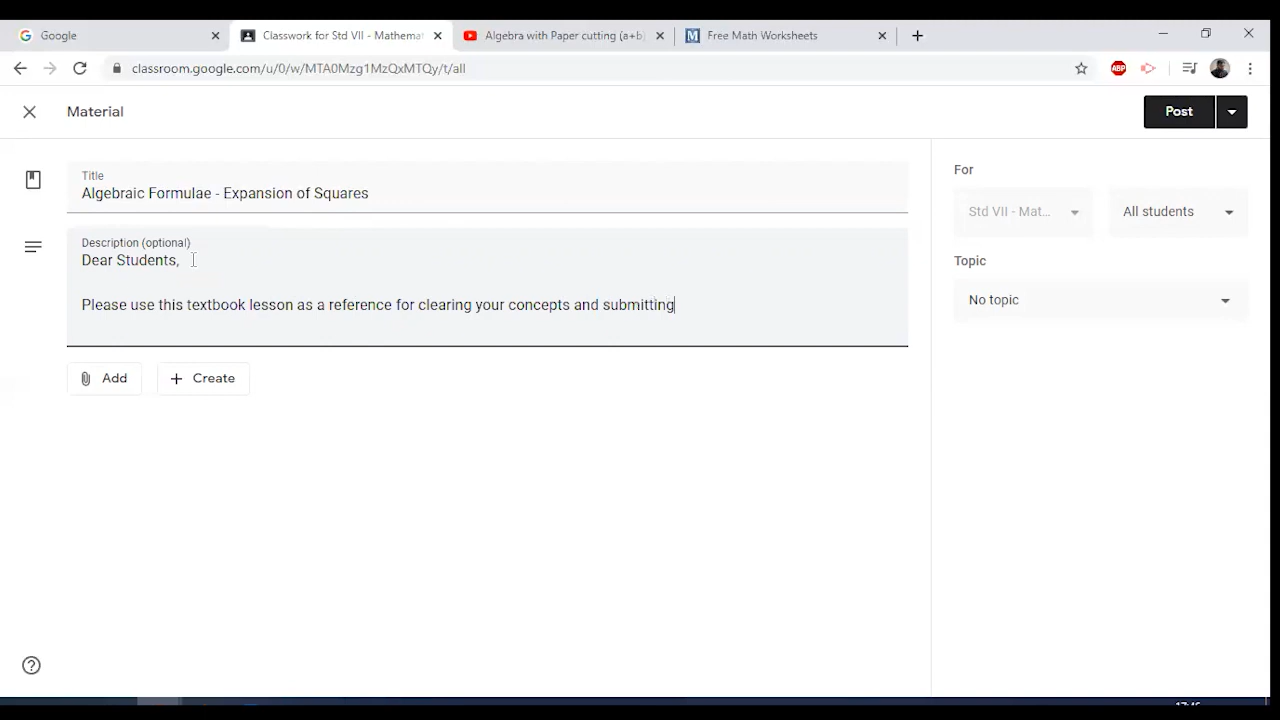 Google
Classwork for Std VII - Mathemat
Algebra with Paper cutting (a+b)
Free Math Worksheets
classroom.google.com/u/0/w/MTA0Mzg1MzQxMTQy/t/all
ABP
Material
Post
Title
Algebraic Formulae - Expansion of Squares
Description (optional)
Dear Students,
Please use this textbook lesson as a reference for clearing your concepts and submitting
Add
Create
For
Std VII - Mat...
All students
Topic
No topic